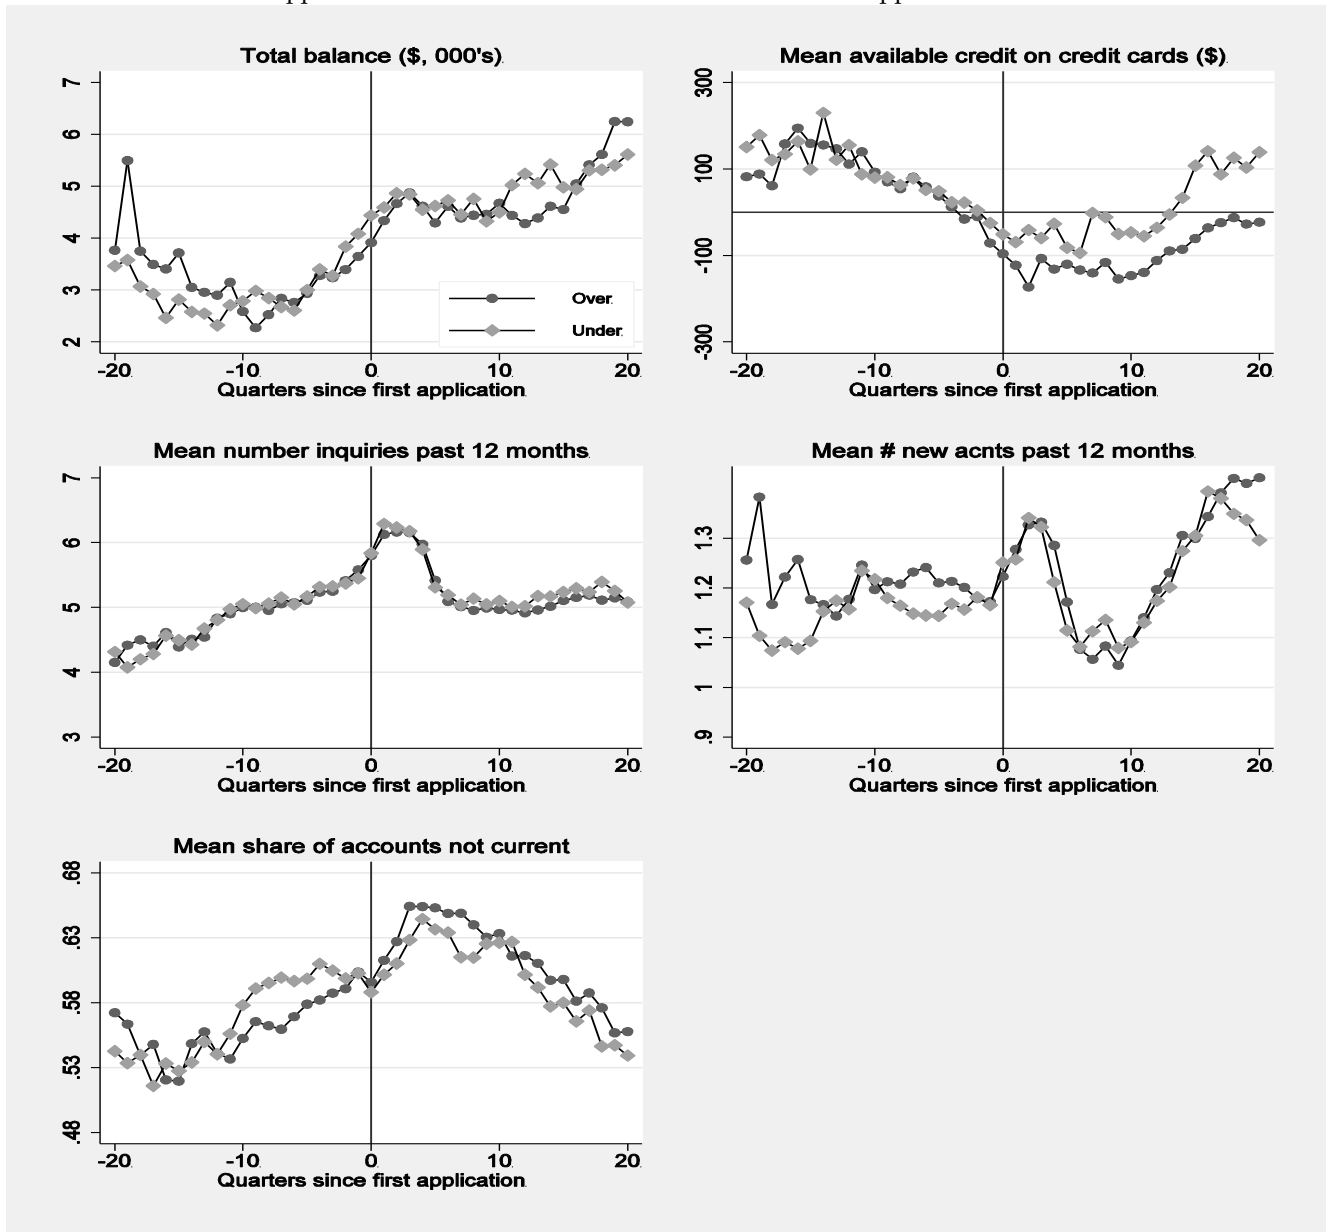 Total balance ($, 000's)
7
6
5
4
3
2
Over
Under
-20 -10 0 10 20
Quarters since first application
Mean available credit on credit cards ($)
300
100
-100
-300
-20 -10 0 10 20
Quarters since first application
Mean number inquiries past 12 months
7
6
5
4
3
-20 -10 0 10 20
Quarters since first application
Mean # new acnts past 12 months
1.3
1.2
1.1
1
.9
-20 -10 0 10 20
Quarters since first application
Mean share of accounts not current
.68
.63
.58
.53
.48
-20 -10 0 10 20
Quarters since first application